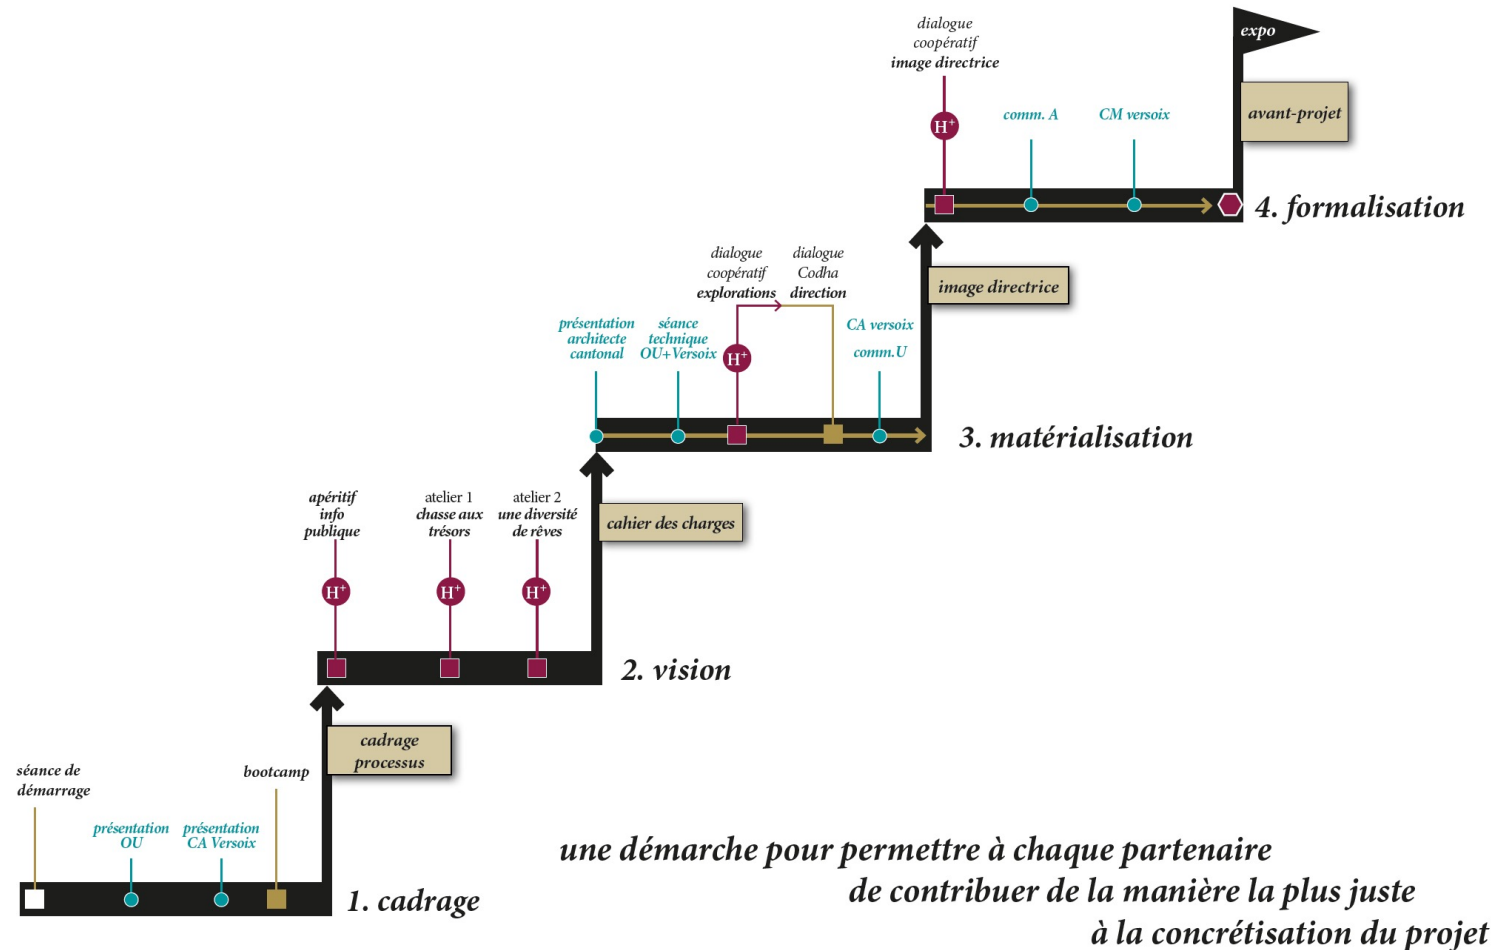 dialogue
coopératif
image directrice
H+
comm. A
CM versoix
expo
avant-projet
4. formalisation
dialogue
coopératif
explorations
dialogue
Codha
direction
image directrice
présentation
architecte
cantonal
séance
technique
OU+Versoix
H+
CA versoix
comm.U
3. matérialisation
apéritif
info
publique
H+
atelier 1
chasse aux
trésors
H+
atelier 2
une diversité
de rêves
H+
cahier des charges
2. vision
cadrage
processus
séance de
démarrage
présentation
OU
présentation
CA Versoix
bootcamp
1. cadrage
une démarche pour permettre à chaque partenaire
de contribuer de la manière la plus juste
à la concrétisation du projet